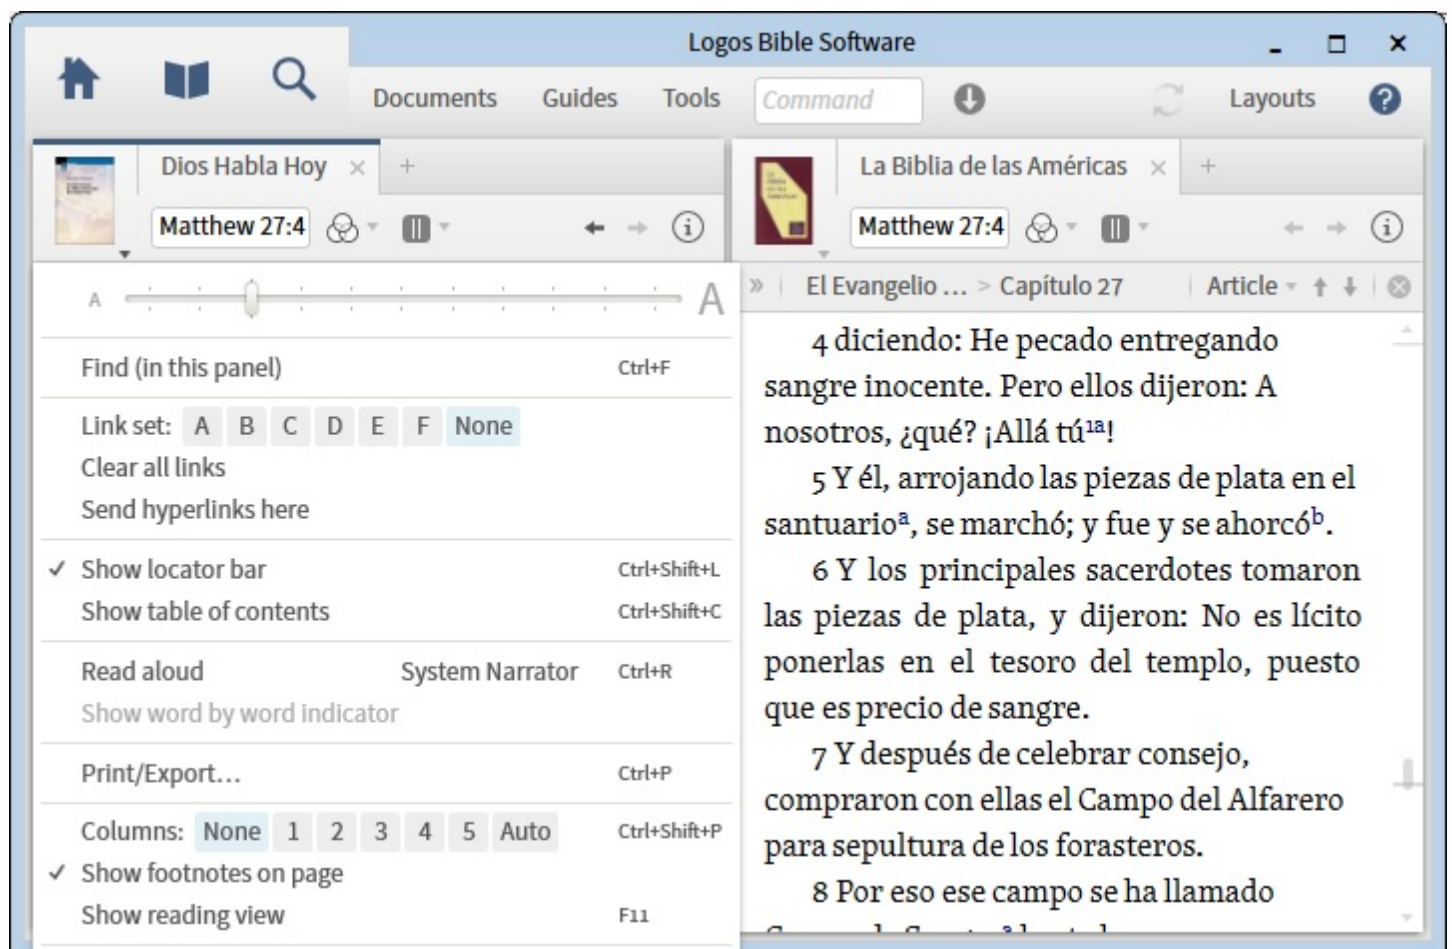 Logos Bible Software
Documents Guides Tools Command Layouts ?
Dios Habla Hoy × +
Matthew 27:4
A A
Find (in this panel) Ctrl+F
Link set: A B C D E F None
Clear all links
Send hyperlinks here
✓ Show locator bar Ctrl+Shift+L
Show table of contents Ctrl+Shift+C
Read aloud System Narrator Ctrl+R
Show word by word indicator
Print/Export... Ctrl+P
Columns: None 1 2 3 4 5 Auto Ctrl+Shift+P
✓ Show footnotes on page
Show reading view F11
La Biblia de las Américas × +
Matthew 27:4
» El Evangelio ... > Capítulo 27 Article
4 diciendo: He pecado entregando
sangre inocente. Pero ellos dijeron: A
nosotros, ¿qué? ¡Allá tú1a!
5 Y él, arrojando las piezas de plata en el
santuarioa, se marchó; y fue y se ahorcób.
6 Y los principales sacerdotes tomaron
las piezas de plata, y dijeron: No es lícito
ponerlas en el tesoro del templo, puesto
que es precio de sangre.
7 Y después de celebrar consejo,
compraron con ellas el Campo del Alfarero
para sepultura de los forasteros.
8 Por eso ese campo se ha llamado